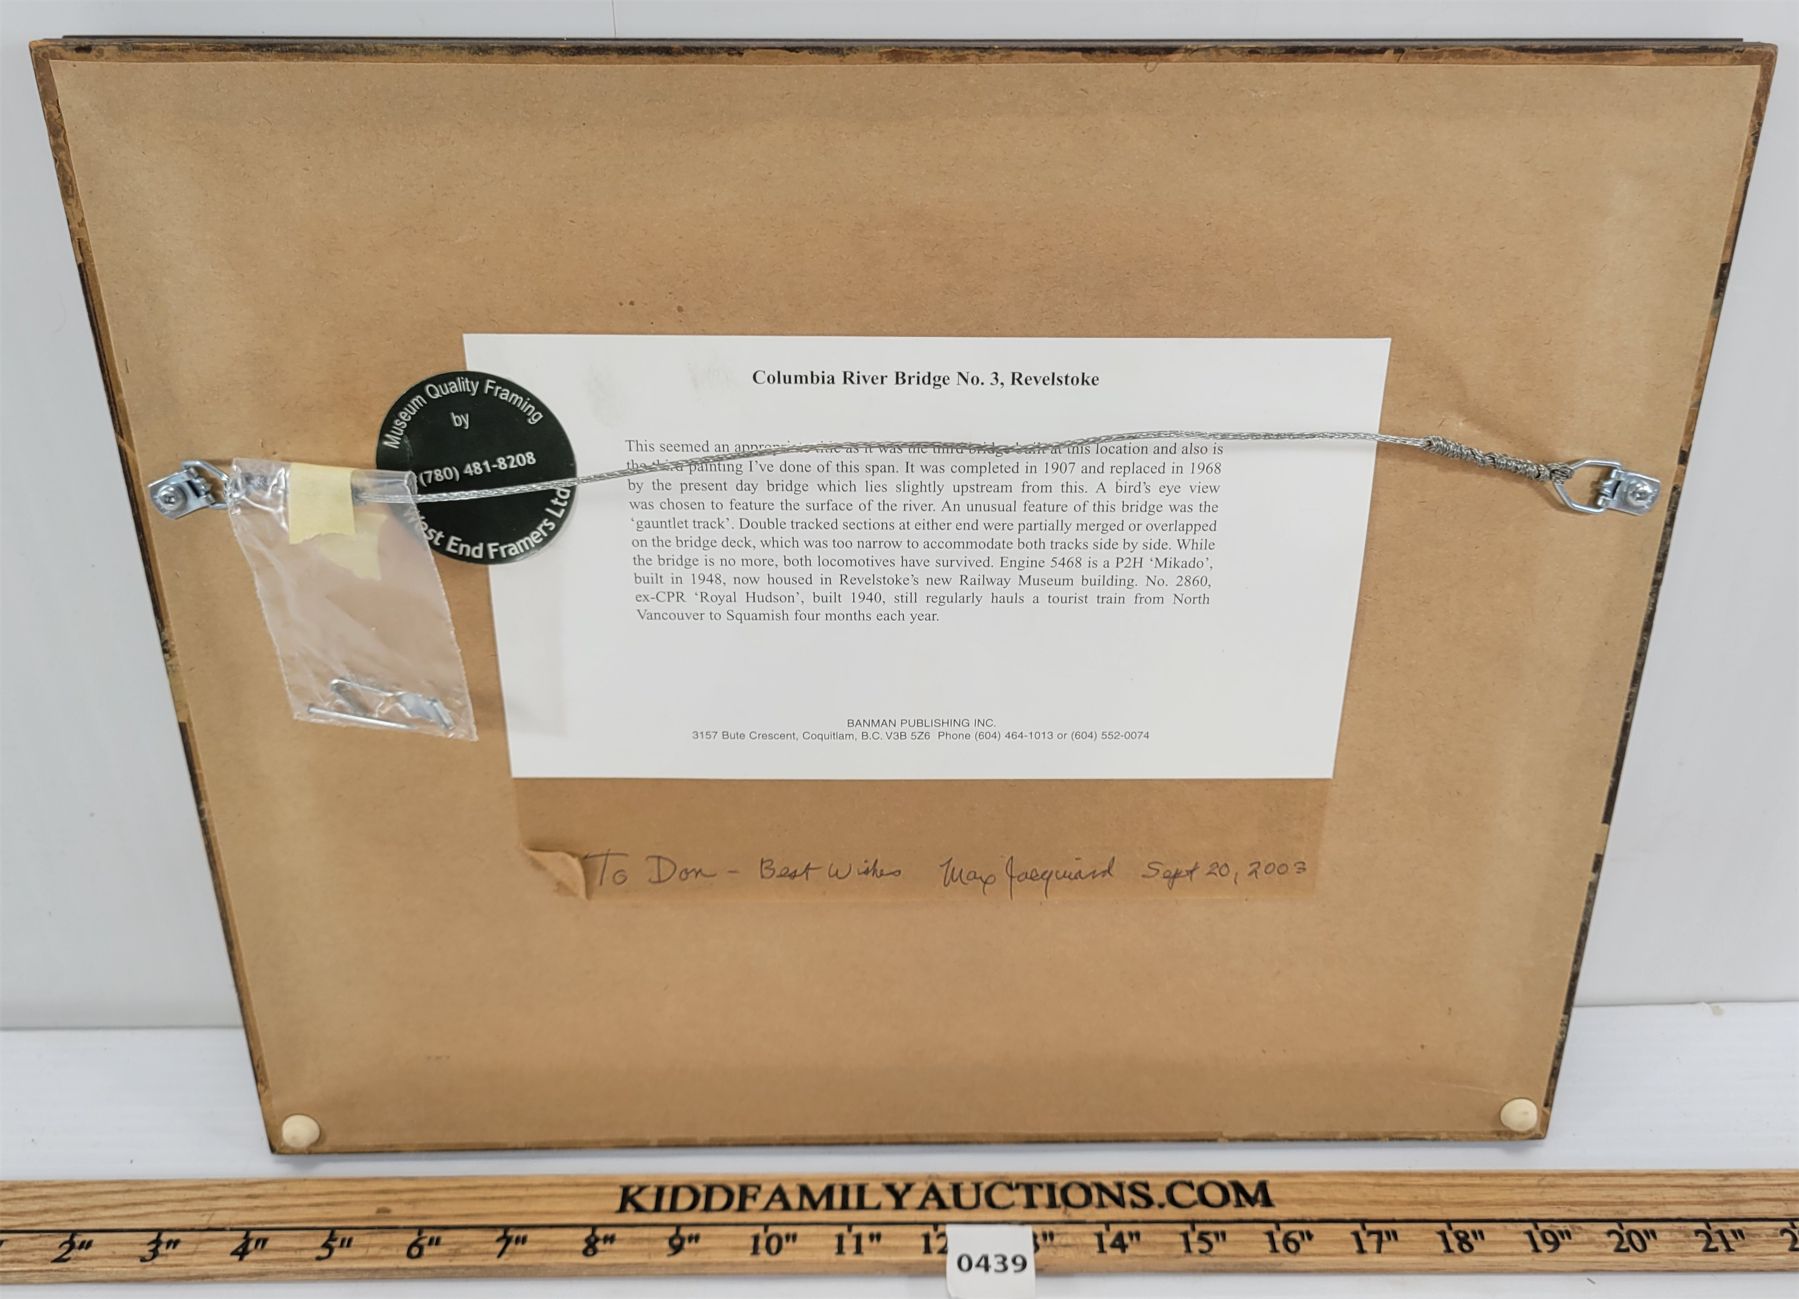 Columbia River Bridge No. 3, Revelstoke
This seemed an appropriate title as it was the third bridge built at this location and also is
the third painting I've done of this span. It was completed in 1907 and replaced in 1968
by the present day bridge which lies slightly upstream from this. A bird's eye view
was chosen to feature the surface of the river. An unusual feature of this bridge was the
'gauntlet track'. Double tracked sections at either end were partially merged or overlapped
on the bridge deck, which was too narrow to accommodate both tracks side by side. While
the bridge is no more, both locomotives have survived. Engine 5468 is a P2H 'Mikado',
built in 1948, now housed in Revelstoke's new Railway Museum building. No. 2860,
ex-CPR 'Royal Hudson', built 1940, still regularly hauls a tourist train from North
Vancouver to Squamish four months each year.
BANMAN PUBLISHING INC.
3157 Bute Crescent, Coquitlam, B.C. V3B 5Z6 Phone (604) 464-1013 or (604) 552-0074
Museum Quality Framing
by
(780) 481-8208
West End Framers Ltd
To Don - Best Wishes Max Jacquiard Sept 20, 2003
KIDDFAMILYAUCTIONS.COM
2" 3" 4" 5" 6" 7" 8" 9" 10" 11" 12 3" 14" 15" 16" 17" 18" 19" 20" 21" 2
0439